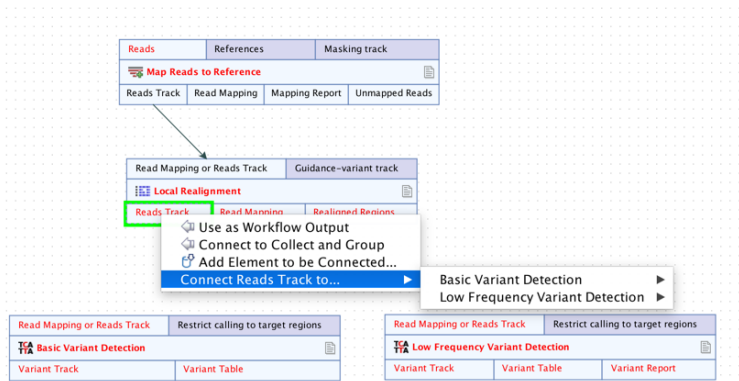 Reads References Masking track
Map Reads to Reference
Reads Track Read Mapping Mapping Report Unmapped Reads
Read Mapping or Reads Track Guidance-variant track
Local Realignment
Reads Track Read Mapping Realigned Regions
Use as Workflow Output
Connect to Collect and Group
Add Element to be Connected...
Connect Reads Track to...
Basic Variant Detection
Low Frequency Variant Detection
Read Mapping or Reads Track Restrict calling to target regions
TCA
TTA
Basic Variant Detection
Variant Track Variant Table
Read Mapping or Reads Track Restrict calling to target regions
TCA
TTA
Low Frequency Variant Detection
Variant Track Variant Table Variant Report